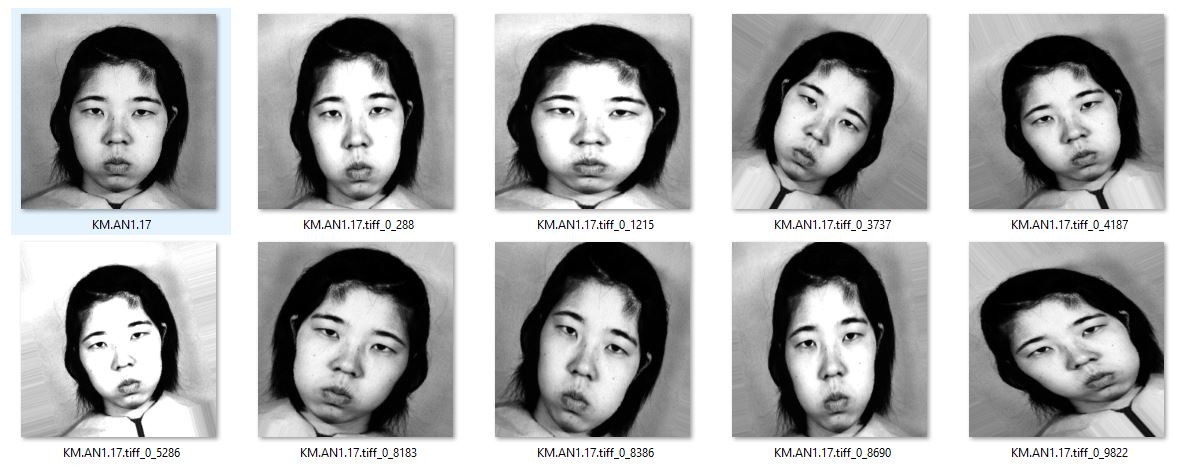 KM.AN1.17
KM.AN1.17.tiff_0_288
KM.AN1.17.tiff_0_1215
KM.AN1.17.tiff_0_3737
KM.AN1.17.tiff_0_4187
KM.AN1.17.tiff_0_5286
KM.AN1.17.tiff_0_8183
KM.AN1.17.tiff_0_8386
KM.AN1.17.tiff_0_8690
KM.AN1.17.tiff_0_9822